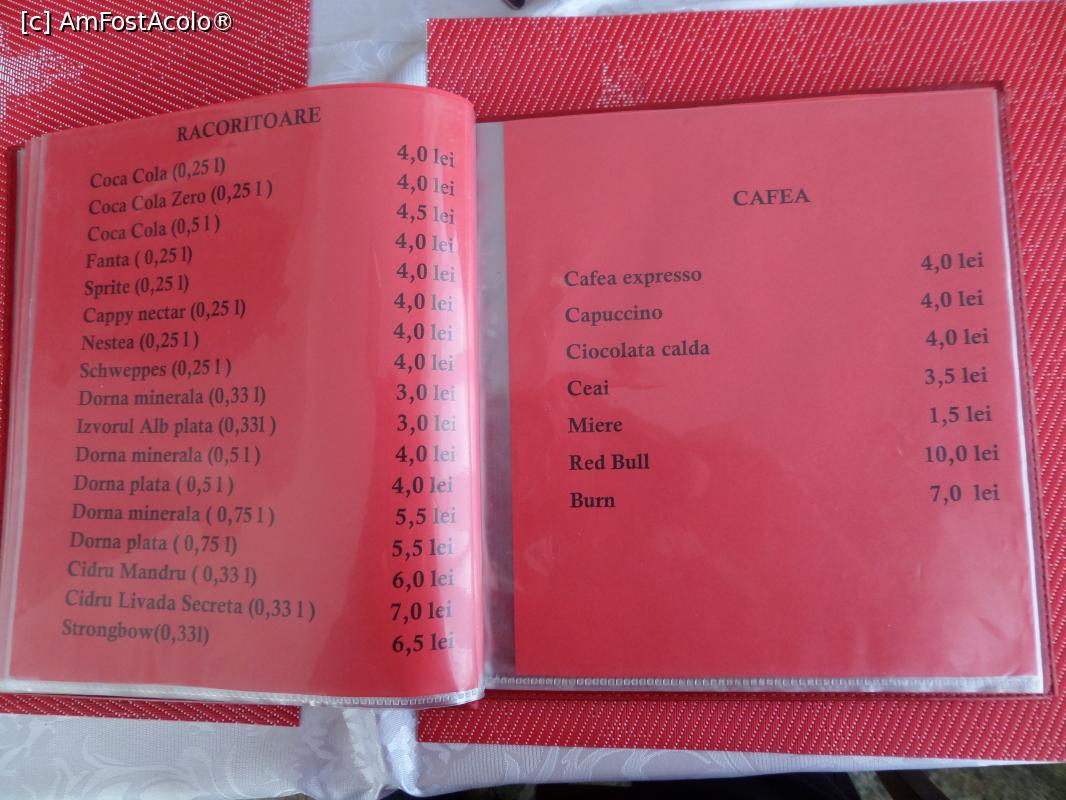 [c] AmFostAcolo®
RACORITOARE
Coca Cola (0,25 l) 4,0 lei
Coca Cola Zero (0,25 l ) 4,0 lei
Coca Cola (0,5 l ) 4,5 lei
Fanta ( 0,25 l) 4,0 lei
Sprite (0,25 l) 4,0 lei
Cappy nectar (0,25 l) 4,0 lei
Nestea (0,25 l ) 4,0 lei
Schweppes (0,25 l ) 4,0 lei
Dorna minerala (0,33 l) 3,0 lei
Izvorul Alb plata (0,33l ) 3,0 lei
Dorna minerala (0,5 l ) 4,0 lei
Dorna plata ( 0,5 l ) 4,0 lei
Dorna minerala ( 0,75 l ) 5,5 lei
Dorna plata ( 0,75 l) 5,5 lei
Cidru Mandru ( 0,33 l) 6,0 lei
Cidru Livada Secreta (0,33 l ) 7,0 lei
Strongbow(0,33l) 6,5 lei
CAFEA
Cafea expresso 4,0 lei
Capuccino 4,0 lei
Ciocolata calda 4,0 lei
Ceai 3,5 lei
Miere 1,5 lei
Red Bull 10,0 lei
Burn 7,0 lei